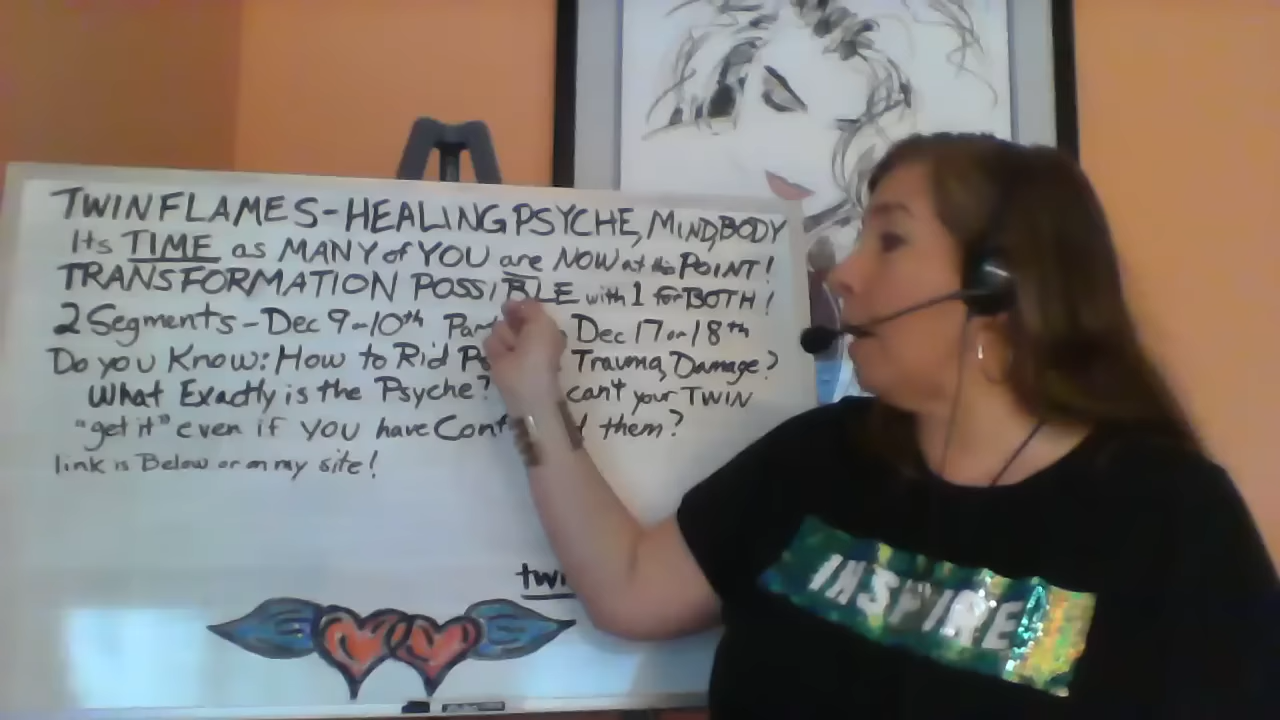 TWIN FLAMES - HEALING PSYCHE, MIND, BODY
Its TIME as MANY of YOU are NOW at this POINT!
TRANSFORMATION POSSIBLE with 1 for BOTH!
2 Segments - Dec 9-10th Dec 17 or 18th
Do you Know: How to Rid Trauma, Damage?
What Exactly is the Psyche? can't your TWIN
"get it" even if YOU have them?
link is Below or on my site!
INSPIRE